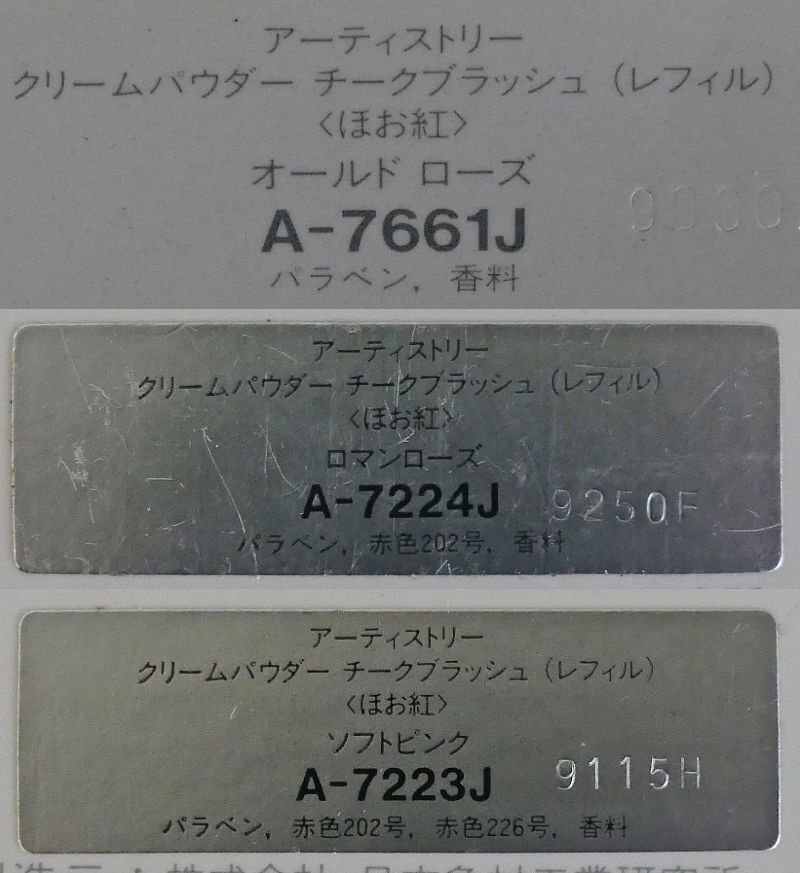 アーティストリー
クリームパウダー チークブラッシュ（レフィル）
〈ほお紅〉
オールド ローズ
A-7661J
パラベン，香料
アーティストリー
クリームパウダー チークブラッシュ（レフィル）
〈ほお紅〉
ロマンローズ
A-7224J 9250F
パラベン，赤色202号，香料
アーティストリー
クリームパウダー チークブラッシュ（レフィル）
〈ほお紅〉
ソフトピンク
A-7223J 9115H
パラベン，赤色202号，赤色226号，香料